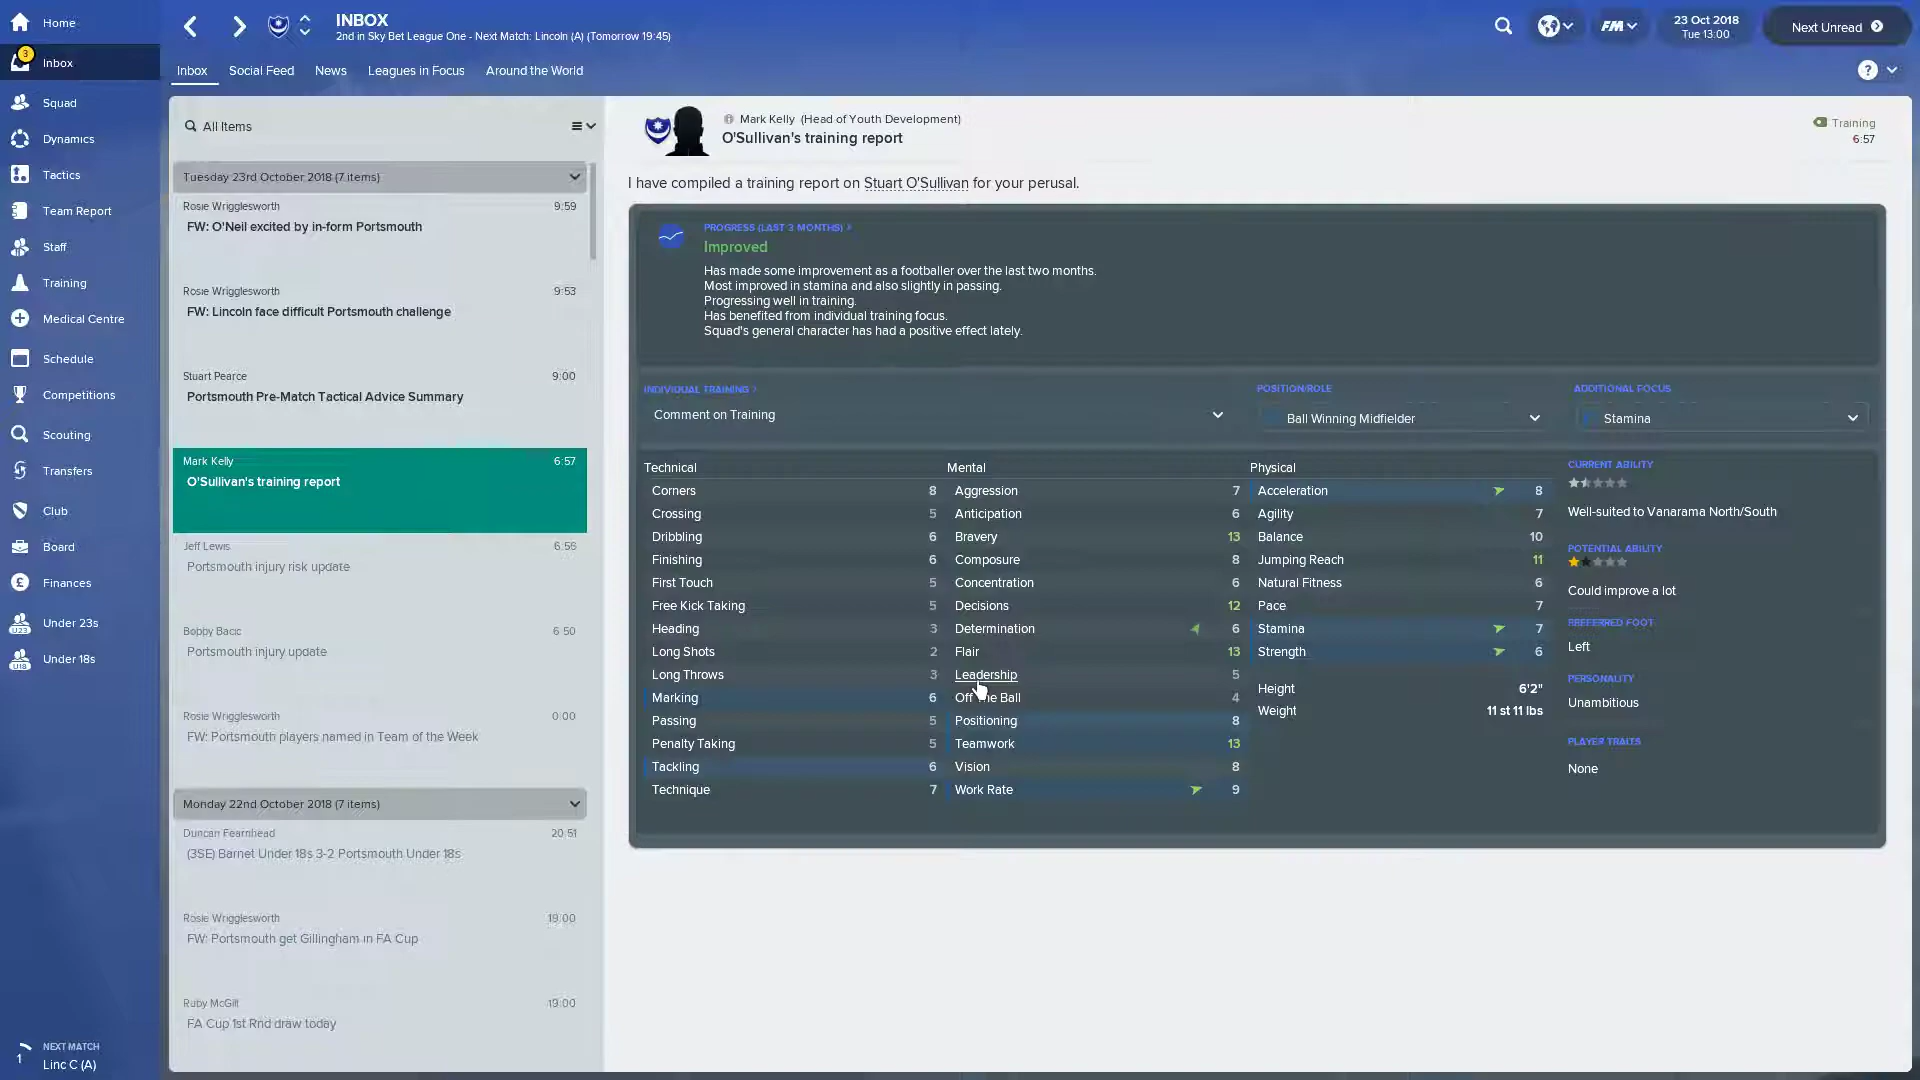 Home
3
Inbox
Squad
Dynamics
Tactics
Team Report
Staff
Training
Medical Centre
Schedule
Competitions
Scouting
Transfers
Club
Board
Finances
U23
Under 23s
U18
Under 18s
1
NEXT MATCH
Linc C (A)
INBOX
2nd in Sky Bet League One - Next Match: Lincoln (A) (Tomorrow 19:45)
FM
23 Oct 2018
Tue 13:00
Next Unread
Inbox Social Feed News Leagues in Focus Around the World
?
All Items
Tuesday 23rd October 2018 (7 items)
Rosie Wrigglesworth 9:59
FW: O'Neil excited by in-form Portsmouth
Rosie Wrigglesworth 9:53
FW: Lincoln face difficult Portsmouth challenge
Stuart Pearce 9:00
Portsmouth Pre-Match Tactical Advice Summary
Mark Kelly 6:57
O'Sullivan's training report
Jeff Lewis 6:56
Portsmouth injury risk update
Bobby Bacic 6:50
Portsmouth injury update
Rosie Wrigglesworth 0:00
FW: Portsmouth players named in Team of the Week
Monday 22nd October 2018 (7 items)
Duncan Fearnhead 20:51
(3SE) Barnet Under 18s 3-2 Portsmouth Under 18s
Rosie Wrigglesworth 19:00
FW: Portsmouth get Gillingham in FA Cup
Ruby McGill 19:00
FA Cup 1st Rnd draw today
Mark Kelly (Head of Youth Development)
O'Sullivan's training report
Training
6:57
I have compiled a training report on Stuart O'Sullivan for your perusal.
PROGRESS (LAST 3 MONTHS) >
Improved
Has made some improvement as a footballer over the last two months.
Most improved in stamina and also slightly in passing.
Progressing well in training.
Has benefited from individual training focus.
Squad's general character has had a positive effect lately.
INDIVIDUAL TRAINING >
Comment on Training
POSITION/ROLE
Ball Winning Midfielder
ADDITIONAL FOCUS
Stamina
Technical Mental Physical
Corners 8 Aggression 7 Acceleration 8
Crossing 5 Anticipation 6 Agility 7
Dribbling 6 Bravery 13 Balance 10
Finishing 6 Composure 8 Jumping Reach 11
First Touch 5 Concentration 6 Natural Fitness 6
Free Kick Taking 5 Decisions 12 Pace 7
Heading 3 Determination 6 Stamina 7
Long Shots 2 Flair 13 Strength 6
Long Throws 3 Leadership 5
Marking 6 Off The Ball 4
Passing 5 Positioning 8
Penalty Taking 5 Teamwork 13
Tackling 6 Vision 8
Technique 7 Work Rate 9
Height 6'2"
Weight 11 st 11 lbs
CURRENT ABILITY
Well-suited to Vanarama North/South
POTENTIAL ABILITY
Could improve a lot
PREFERRED FOOT
Left
PERSONALITY
Unambitious
PLAYER TRAITS
None